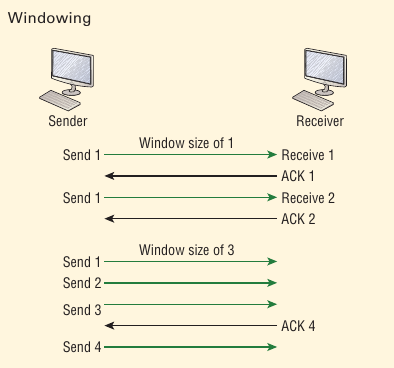 Windowing
Sender Receiver
Window size of 1
Send 1 Receive 1
ACK 1
Send 1 Receive 2
ACK 2
Window size of 3
Send 1
Send 2
Send 3
ACK 4
Send 4